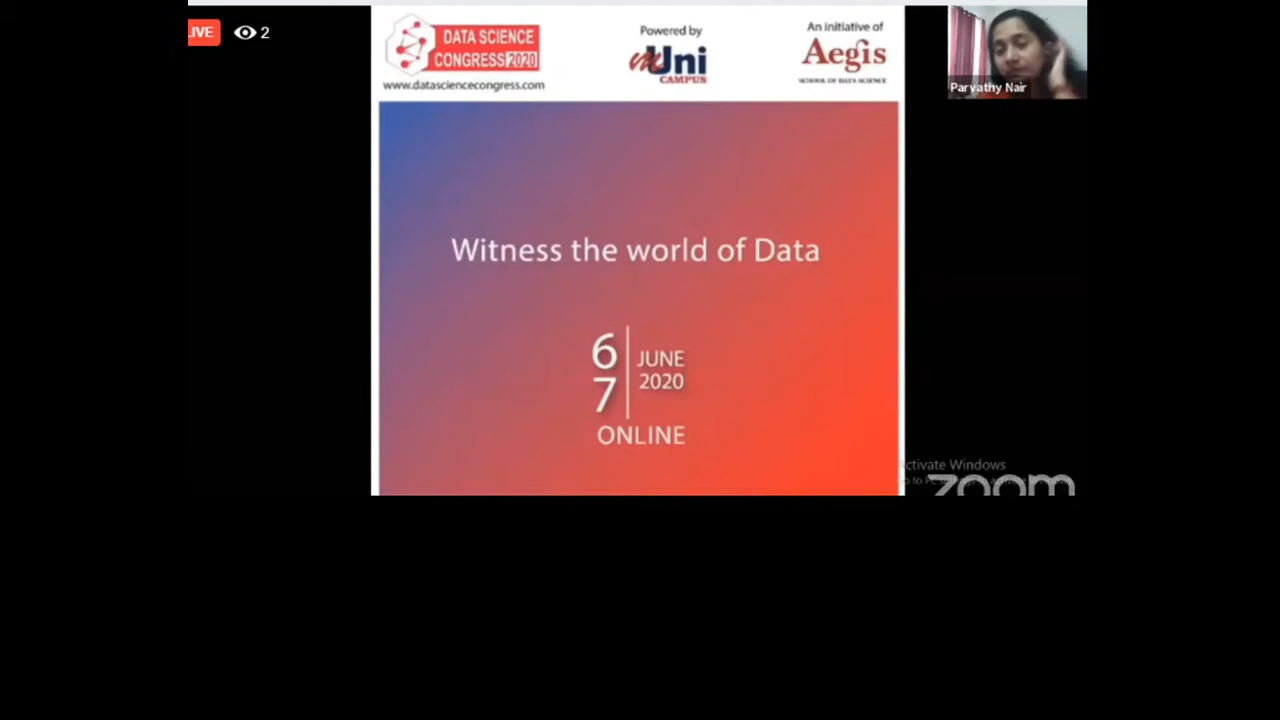 LIVE
2
DATA SCIENCE
CONGRESS 2020
www.datasciencecongress.com
Powered by
mUni
CAMPUS
An initiative of
Aegis
SCHOOL OF DATA SCIENCE
Parvathy Nair
Witness the world of Data
6
7
JUNE
2020
ONLINE
Activate Windows
zoom